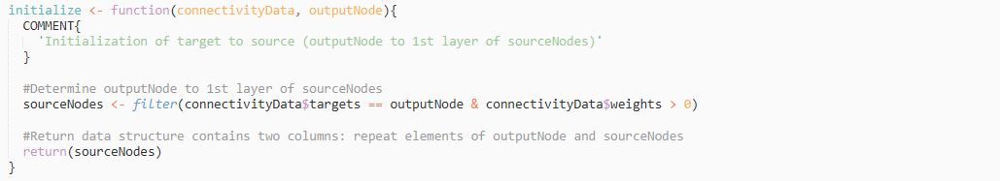 initialize <- function(connectivityData, outputNode){
  COMMENT{
    'Initialization of target to source (outputNode to 1st layer of sourceNodes)'
  }

  #Determine outputNode to 1st layer of sourceNodes
  sourceNodes <- filter(connectivityData$targets == outputNode & connectivityData$weights > 0)

  #Return data structure contains two columns: repeat elements of outputNode and sourceNodes
  return(sourceNodes)
}